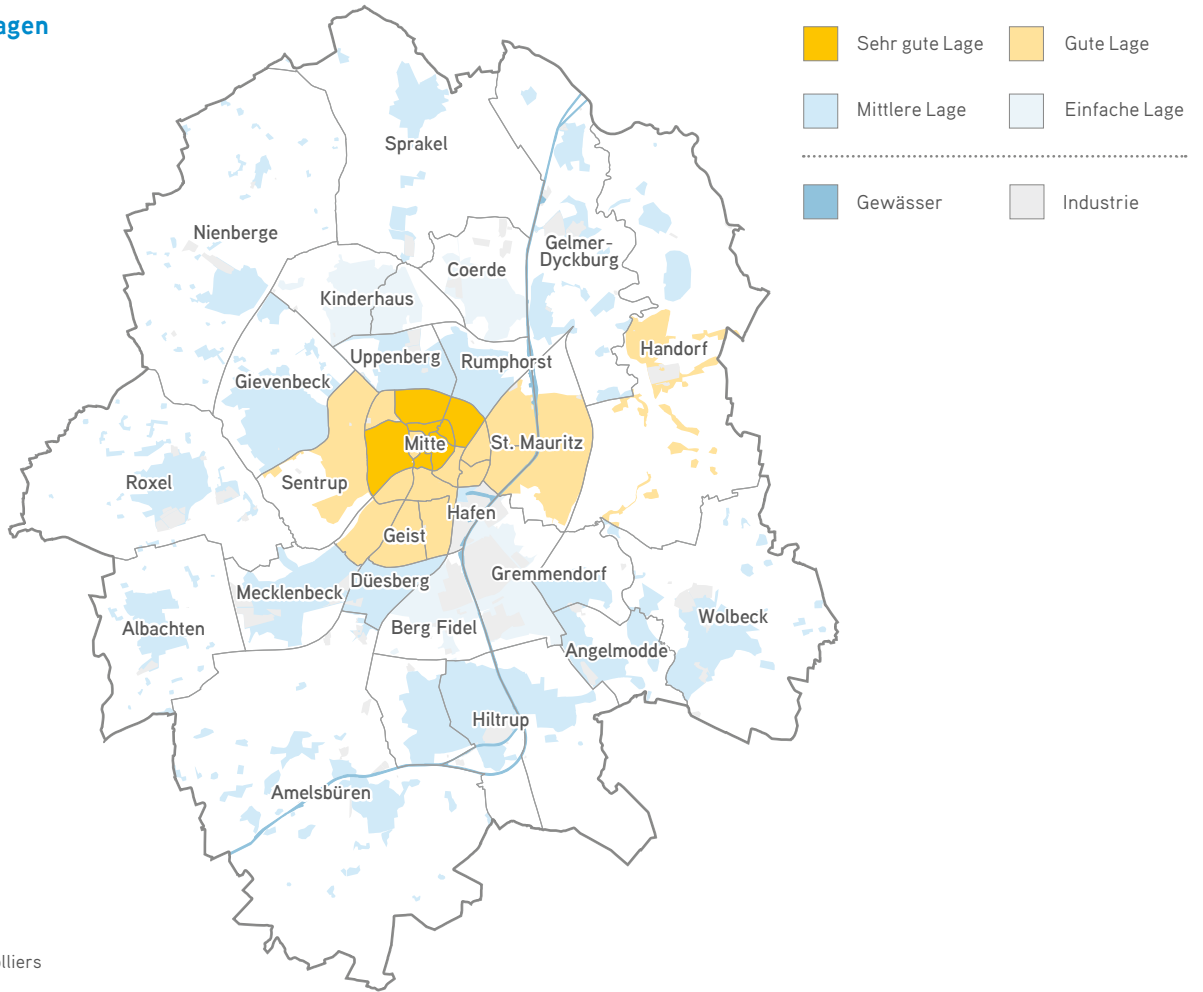 agen
Sehr gute Lage
Gute Lage
Mittlere Lage
Einfache Lage
Gewässer
Industrie
Sprakel
Nienberge
Gelmer-
Dyckburg
Coerde
Kinderhaus
Handorf
Uppenberg
Rumphorst
Gievenbeck
Mitte
St. Mauritz
Roxel
Sentrup
Hafen
Geist
Gremmendorf
Düesberg
Mecklenbeck
Wolbeck
Albachten
Berg Fidel
Angelmodde
Hiltrup
Amelsbüren
lliers